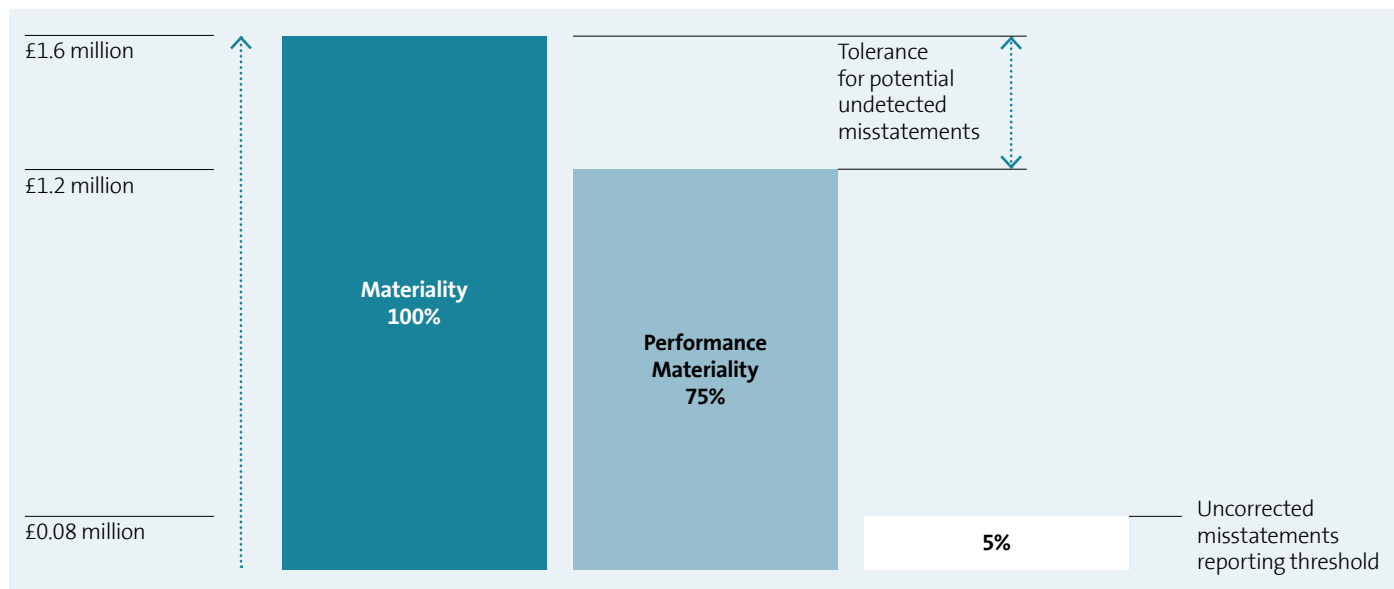 £1.6 million
£1.2 million
£0.08 million
Materiality
100%
Performance
Materiality
75%
Tolerance
for potential
undetected
misstatements
5%
Uncorrected
misstatements
reporting threshold